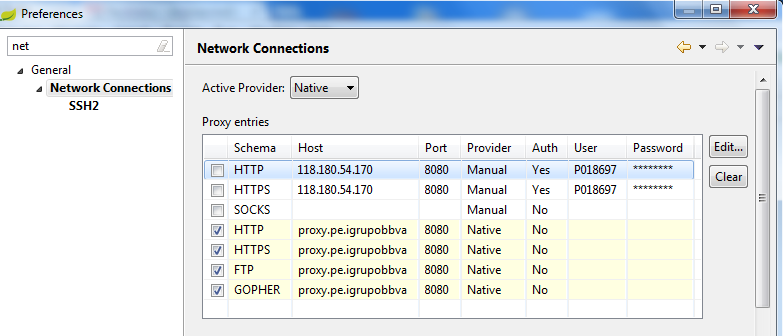 Preferences
net
Network Connections
General
Network Connections
SSH2
Active Provider: Native
Proxy entries
Schema Host Port Provider Auth User Password
HTTP 118.180.54.170 8080 Manual Yes P018697 ********
HTTPS 118.180.54.170 8080 Manual Yes P018697 ********
SOCKS Manual No
HTTP proxy.pe.igrupobbva 8080 Native No
HTTPS proxy.pe.igrupobbva 8080 Native No
FTP proxy.pe.igrupobbva 8080 Native No
GOPHER proxy.pe.igrupobbva 8080 Native No
Edit...
Clear